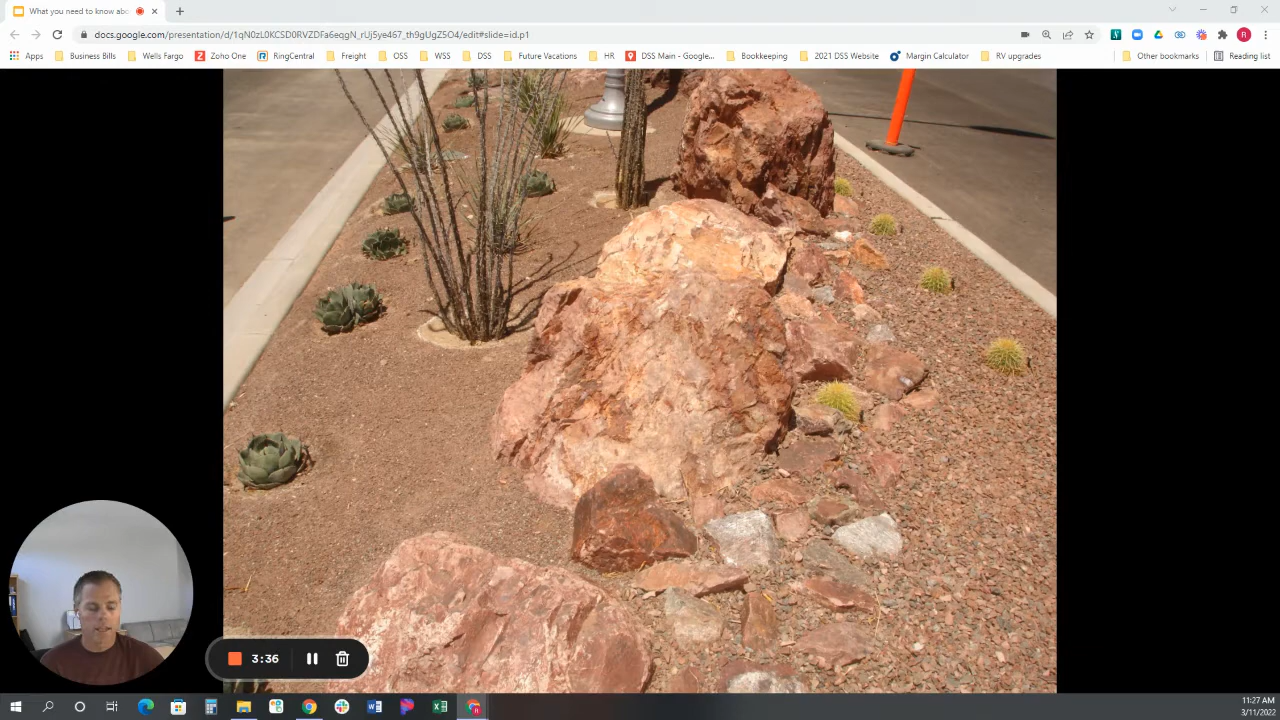 What you need to know abo
docs.google.com/presentation/d/1qN0zL0KCSD0RVZDFa6eqgN_rUj5ye467_th9gUgZ5O4/edit#slide=id.p1
Apps Business Bills Wells Fargo Zoho One RingCentral Freight OSS WSS DSS Future Vacations HR DSS Main - Google... Bookkeeping 2021 DSS Website Margin Calculator RV upgrades Other bookmarks Reading list
3:36
11:27 AM
3/11/2022